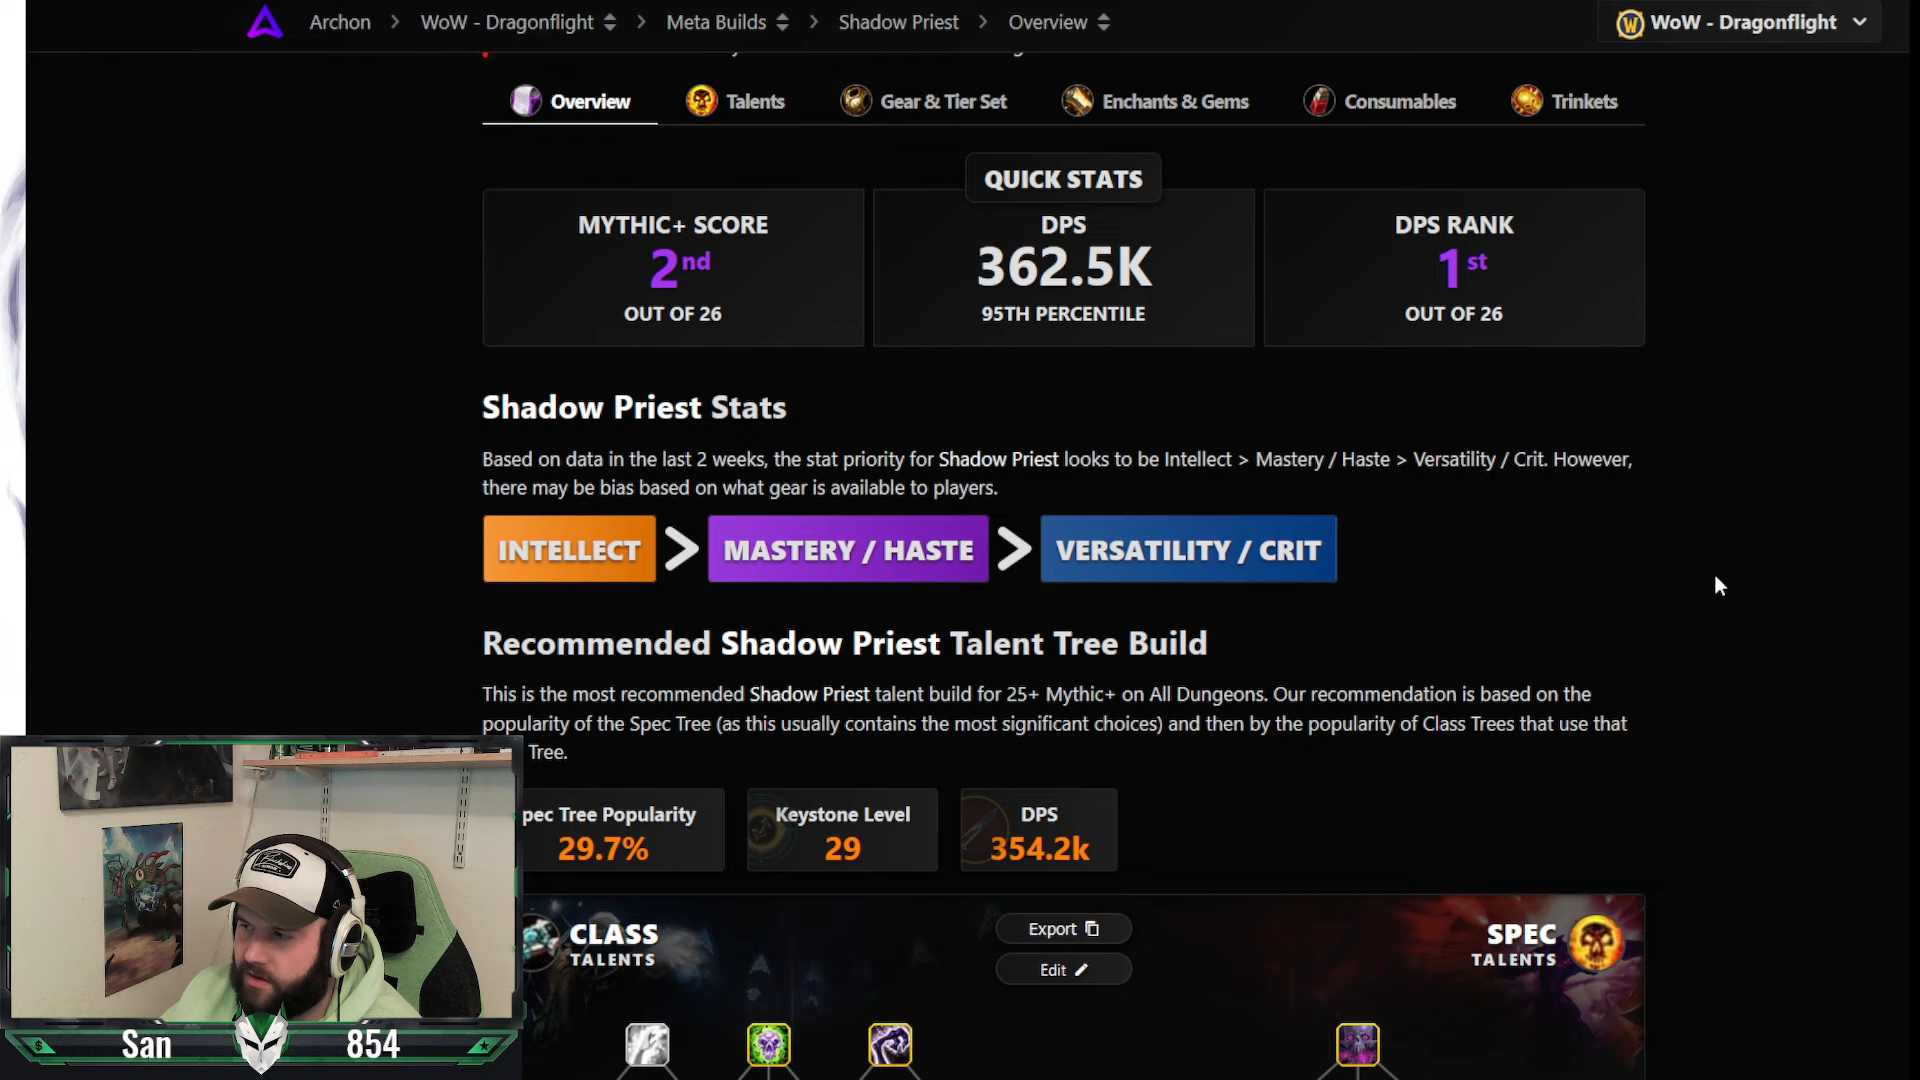 Archon > WoW - Dragonflight > Meta Builds > Shadow Priest > Overview
WoW - Dragonflight
Overview
Talents
Gear & Tier Set
Enchants & Gems
Consumables
Trinkets
QUICK STATS
MYTHIC+ SCORE
2nd
OUT OF 26
DPS
362.5K
95TH PERCENTILE
DPS RANK
1st
OUT OF 26
Shadow Priest Stats
Based on data in the last 2 weeks, the stat priority for Shadow Priest looks to be Intellect > Mastery / Haste > Versatility / Crit. However,
there may be bias based on what gear is available to players.
INTELLECT > MASTERY / HASTE > VERSATILITY / CRIT
Recommended Shadow Priest Talent Tree Build
This is the most recommended Shadow Priest talent build for 25+ Mythic+ on All Dungeons. Our recommendation is based on the
popularity of the Spec Tree (as this usually contains the most significant choices) and then by the popularity of Class Trees that use that
Tree.
pec Tree Popularity
29.7%
Keystone Level
29
DPS
354.2k
CLASS
TALENTS
Export
Edit
SPEC
TALENTS
San
854